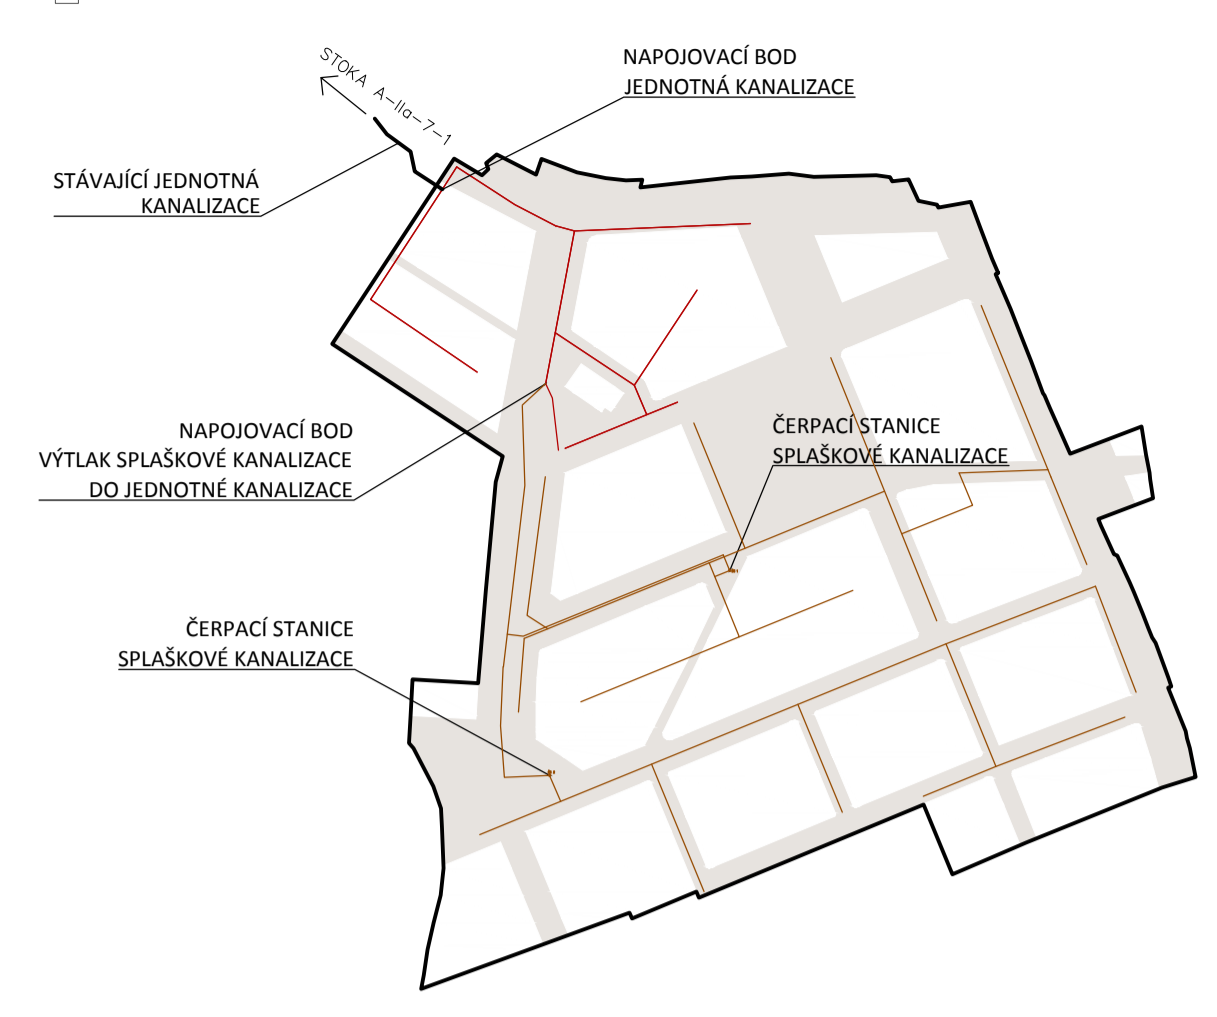 NAPOJOVACÍ BOD
JEDNOTNÁ KANALIZACE
STOKA A-IIa-7-1
STÁVAJÍCÍ JEDNOTNÁ
KANALIZACE
NAPOJOVACÍ BOD
VÝTLAK SPLAŠKOVÉ KANALIZACE
DO JEDNOTNÉ KANALIZACE
ČERPACÍ STANICE
SPLAŠKOVÉ KANALIZACE
ČERPACÍ STANICE
SPLAŠKOVÉ KANALIZACE